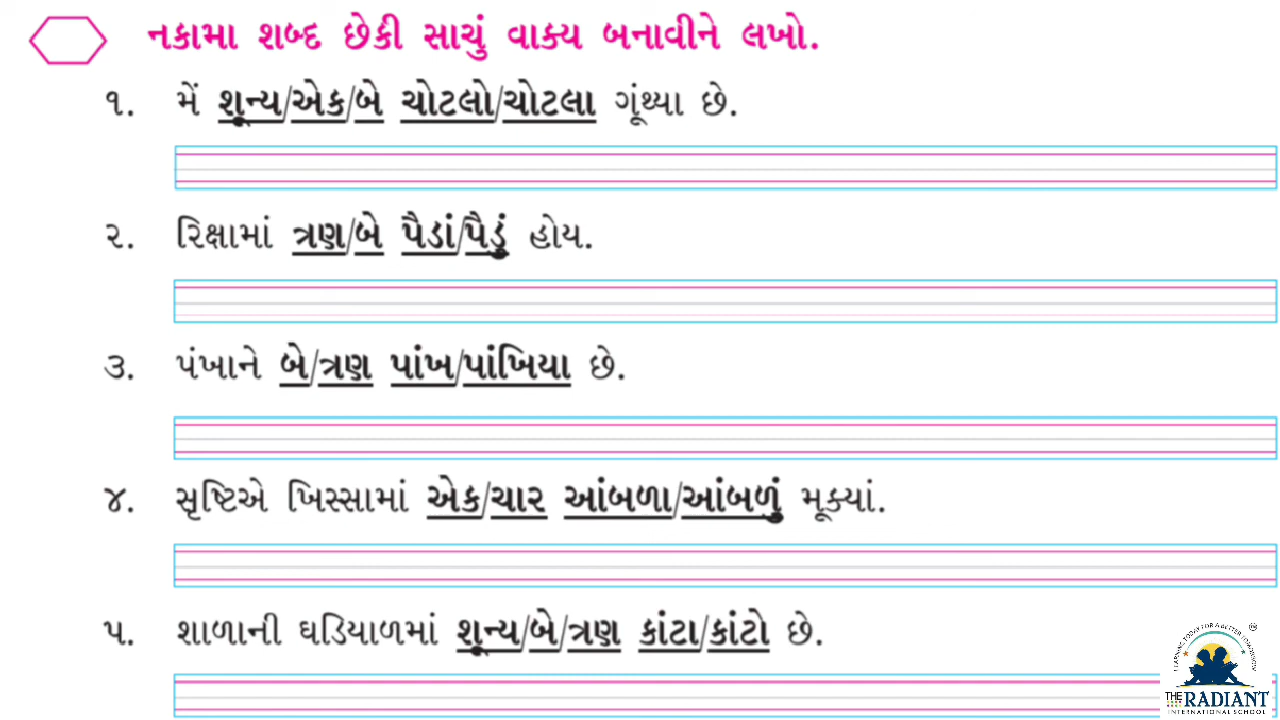 નકામા શબ્દ છેકી સાચું વાક્ય બનાવીને લખો.
૧. મેં શૂન્ય/એક/બે ચોટલો/ચોટલા ગૂંથ્યા છે.
૨. રિક્ષામાં ત્રણ/બે પૈડાં/પૈડું હોય.
૩. પંખાને બે/ત્રણ પાંખ/પાંખિયા છે.
૪. સૃષ્ટિએ ખિસ્સામાં એક/ચાર આંબળા/આંબળું મૂક્યાં.
૫. શાળાની ઘડિયાળમાં શૂન્ય/બે/ત્રણ કાંટા/કાંટો છે.
THE RADIANT
INTERNATIONAL SCHOOL